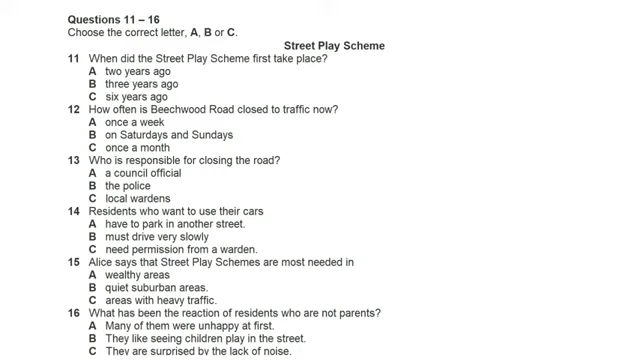 Questions 11 – 16
Choose the correct letter, A, B or C.
Street Play Scheme
11 When did the Street Play Scheme first take place?
A two years ago
B three years ago
C six years ago
12 How often is Beechwood Road closed to traffic now?
A once a week
B on Saturdays and Sundays
C once a month
13 Who is responsible for closing the road?
A a council official
B the police
C local wardens
14 Residents who want to use their cars
A have to park in another street.
B must drive very slowly
C need permission from a warden.
15 Alice says that Street Play Schemes are most needed in
A wealthy areas
B quiet suburban areas.
C areas with heavy traffic.
16 What has been the reaction of residents who are not parents?
A Many of them were unhappy at first.
B They like seeing children play in the street.
C They are surprised by the lack of noise.